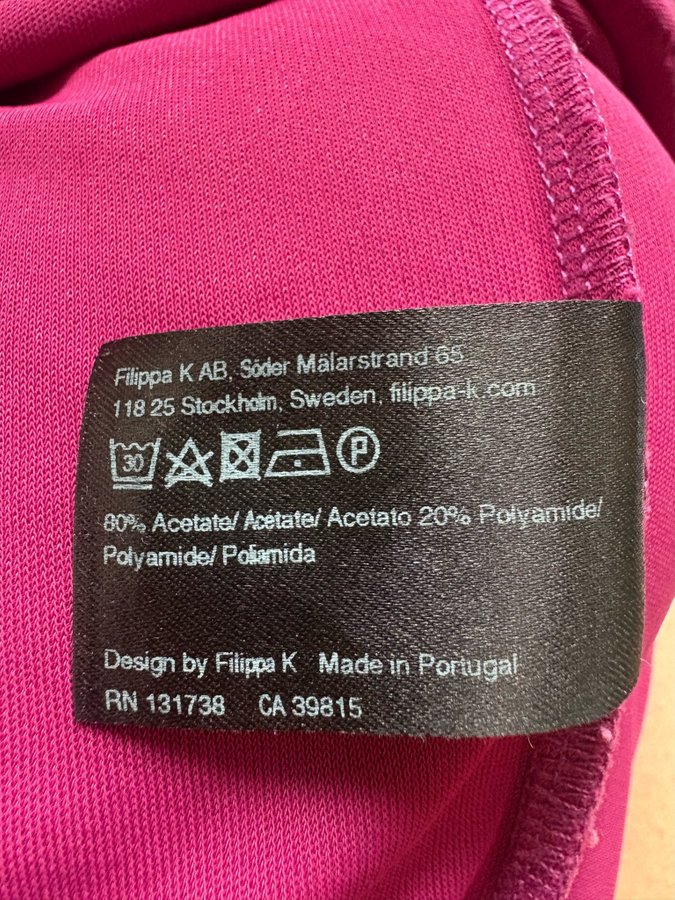 Filippa K AB, Söder Mälarstrand 65
118 25 Stockholm, Sweden, filippa-k.com
30 P
80% Acetate/ Acetate/ Acetato 20% Polyamide/
Polyamide/ Poliamida
Design by Filippa K Made in Portugal
RN 131738 CA 39815